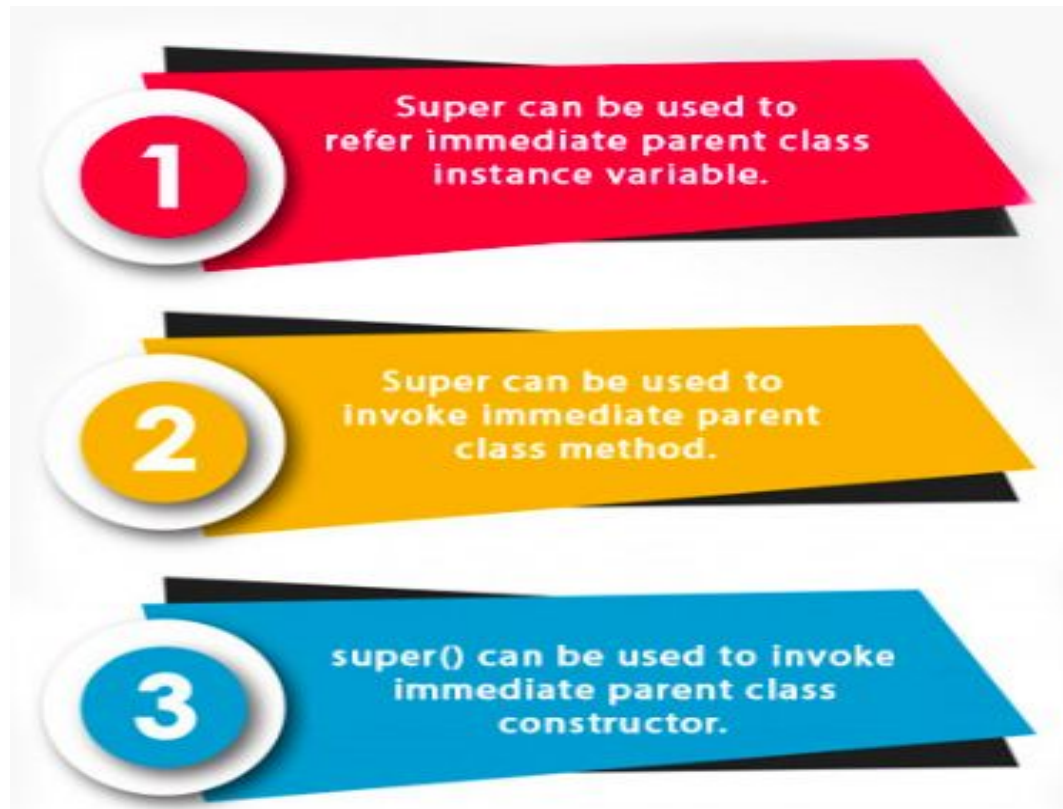 1
Super can be used to
refer immediate parent class
instance variable.
2
Super can be used to
invoke immediate parent
class method.
3
super() can be used to invoke
immediate parent class
constructor.